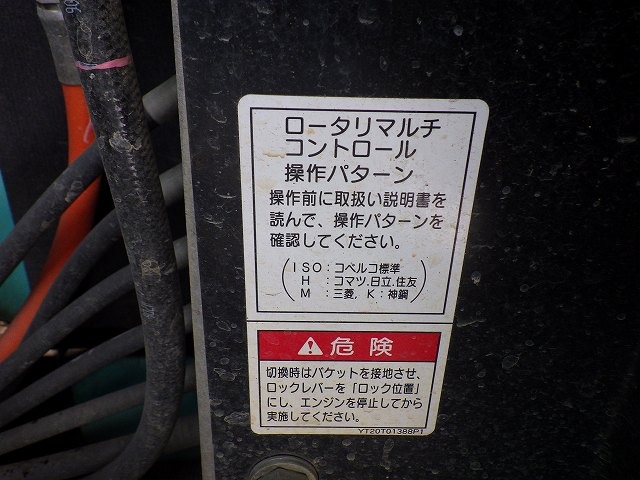 ロータリマルチ
コントロール
操作パターン
操作前に取扱い説明書を
読んで、操作パターンを
確認してください。
(ISO:コベルコ標準
H:コマツ.日立.住友
M:三菱, K:神鋼)
危険
切換時はバケットを接地させ、
ロックレバーを「ロック位置」
にし、エンジンを停止してから
実施してください。
YT20T01388P1